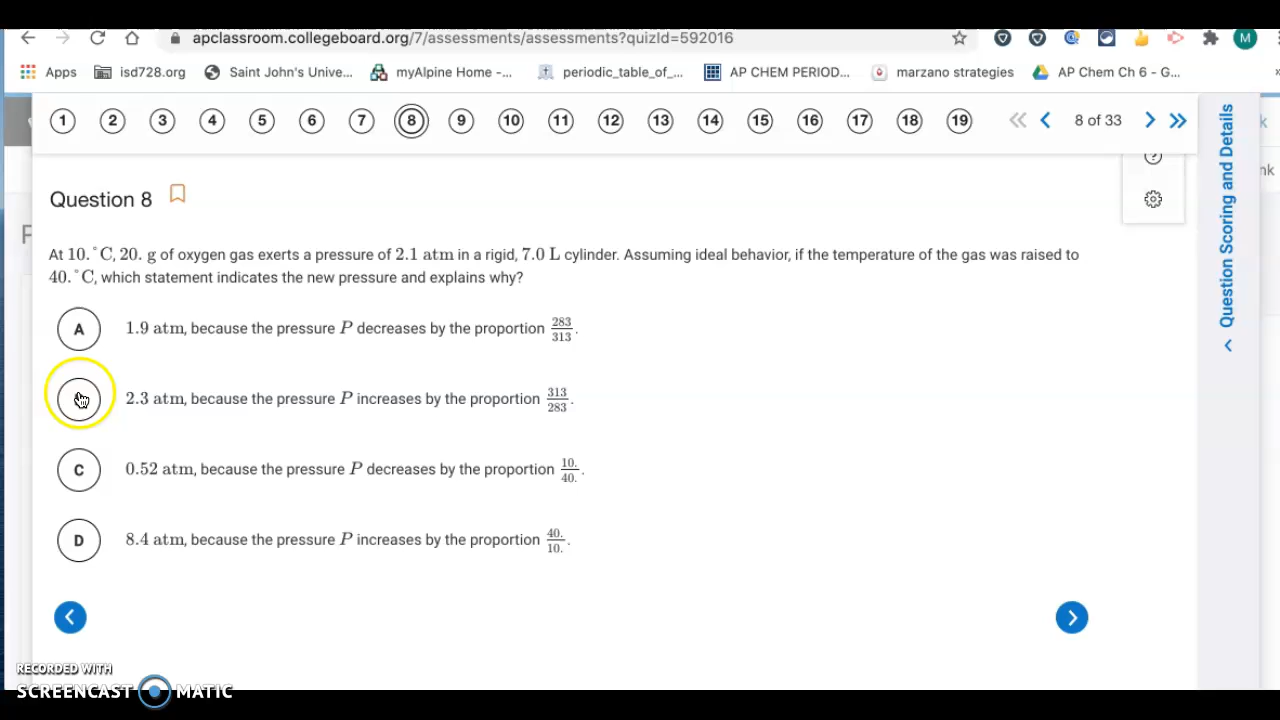 apclassroom.collegeboard.org/7/assessments/assessments?quizId=592016
M
Apps isd728.org Saint John's Unive... myAlpine Home -... periodic_table_of_... AP CHEM PERIOD... marzano strategies AP Chem Ch 6 - G... »
1 2 3 4 5 6 7 8 9 10 11 12 13 14 15 16 17 18 19 8 of 33
Question Scoring and Details
k
nk
?
Question 8
At 10.°C, 20. g of oxygen gas exerts a pressure of 2.1 atm in a rigid, 7.0 L cylinder. Assuming ideal behavior, if the temperature of the gas was raised to
40.°C, which statement indicates the new pressure and explains why?
A 1.9 atm, because the pressure P decreases by the proportion 283/313.
2.3 atm, because the pressure P increases by the proportion 313/283.
C 0.52 atm, because the pressure P decreases by the proportion 10./40..
D 8.4 atm, because the pressure P increases by the proportion 40./10..
RECORDED WITH
SCREENCAST MATIC